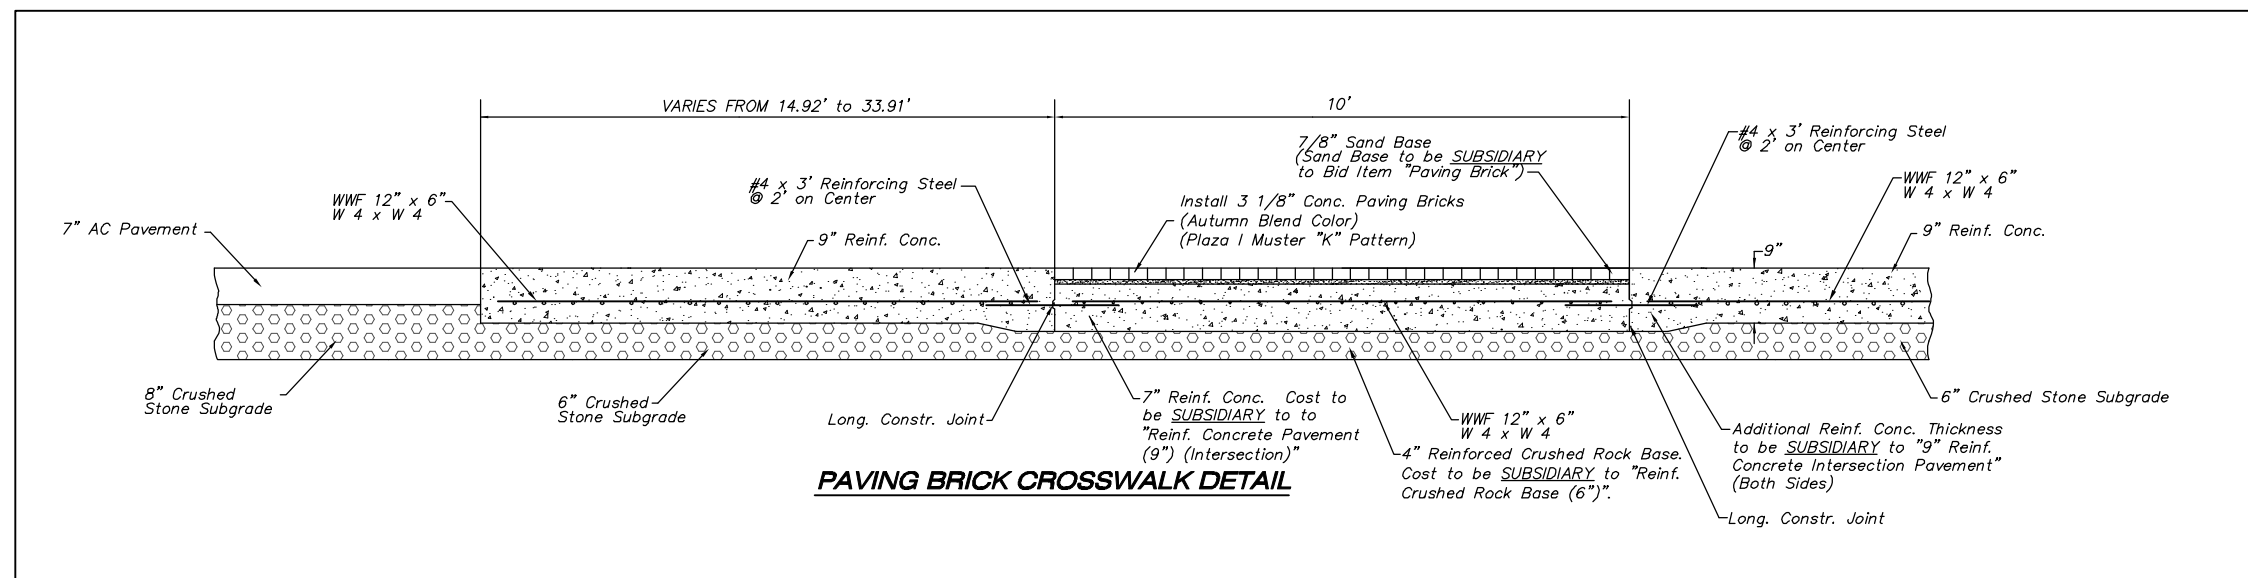 VARIES FROM 14.92' to 33.91'
10'
7/8" Sand Base
(Sand Base to be SUBSIDIARY
to Bid Item "Paving Brick")
#4 x 3' Reinforcing Steel
@ 2' on Center
#4 x 3' Reinforcing Steel
@ 2' on Center
WWF 12" x 6"
W 4 x W 4
WWF 12" x 6"
W 4 x W 4
Install 3 1/8" Conc. Paving Bricks
(Autumn Blend Color)
(Plaza I Muster "K" Pattern)
7" AC Pavement
9" Reinf. Conc.
9"
9" Reinf. Conc.
8" Crushed
Stone Subgrade
6" Crushed
Stone Subgrade
Long. Constr. Joint
7" Reinf. Conc. Cost to
be SUBSIDIARY to to
"Reinf. Concrete Pavement
(9") (Intersection)"
WWF 12" x 6"
W 4 x W 4
4" Reinforced Crushed Rock Base.
Cost to be SUBSIDIARY to "Reinf.
Crushed Rock Base (6")".
6" Crushed Stone Subgrade
Additional Reinf. Conc. Thickness
to be SUBSIDIARY to "9" Reinf.
Concrete Intersection Pavement"
(Both Sides)
Long. Constr. Joint
PAVING BRICK CROSSWALK DETAIL